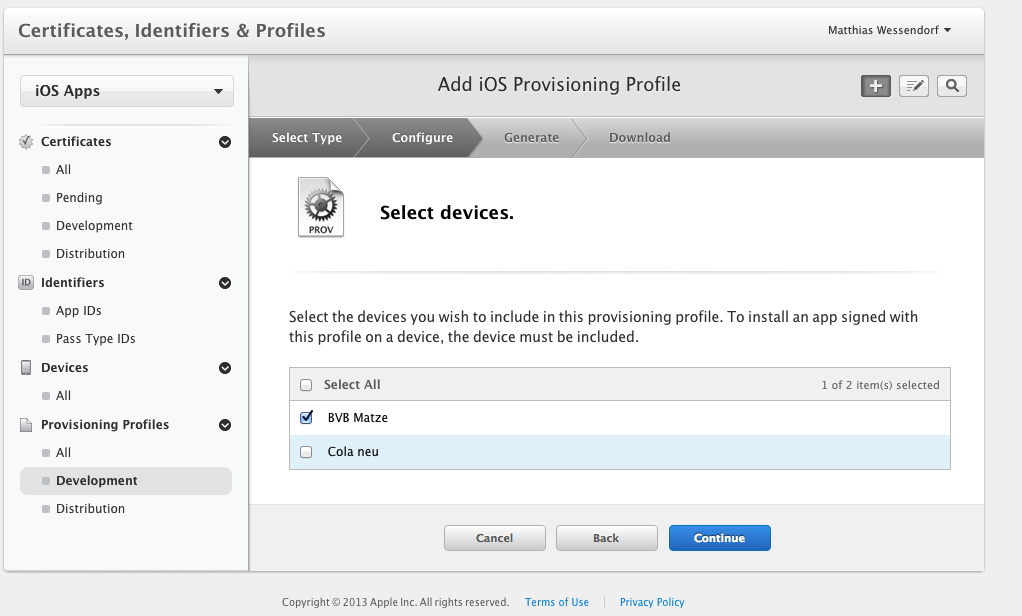 Certificates, Identifiers & Profiles
Matthias Wessendorf
iOS Apps
Certificates
All
Pending
Development
Distribution
ID Identifiers
App IDs
Pass Type IDs
Devices
All
Provisioning Profiles
All
Development
Distribution
Add iOS Provisioning Profile
Select Type
Configure
Generate
Download
PROV
Select devices.
Select the devices you wish to include in this provisioning profile. To install an app signed with
this profile on a device, the device must be included.
Select All
1 of 2 item(s) selected
BVB Matze
Cola neu
Cancel
Back
Continue
Copyright © 2013 Apple Inc. All rights reserved.
Terms of Use
Privacy Policy